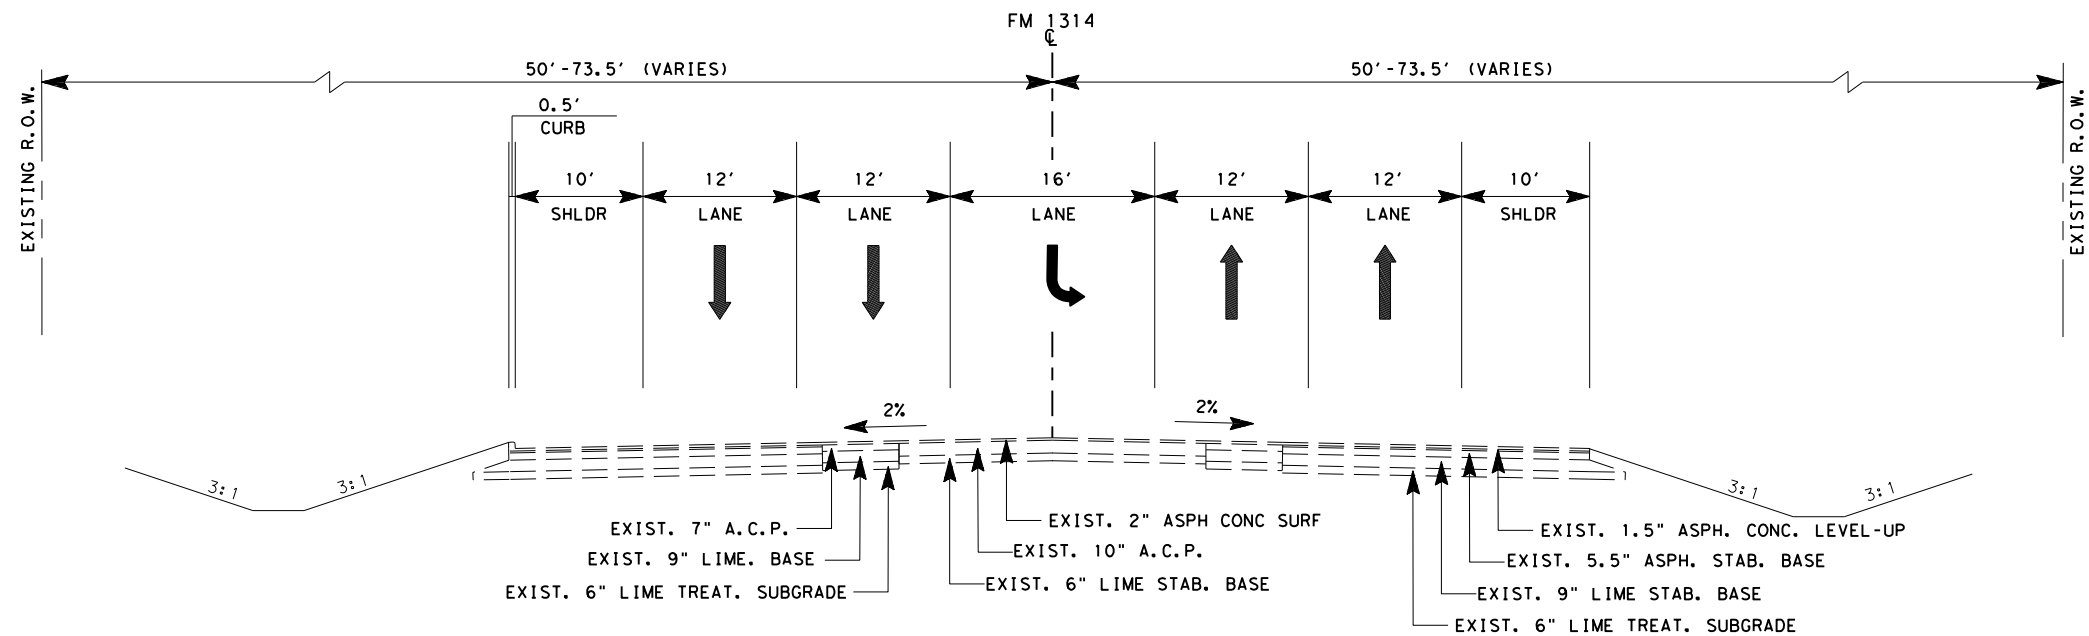 FM 1314
℄
50'-73.5' (VARIES)
50'-73.5' (VARIES)
EXISTING R.O.W.
EXISTING R.O.W.
0.5'
CURB
10'
12'
12'
16'
12'
12'
10'
SHLDR
LANE
LANE
LANE
LANE
LANE
SHLDR
2%
2%
3:1
3:1
3:1
3:1
EXIST. 7" A.C.P.
EXIST. 9" LIME. BASE
EXIST. 6" LIME TREAT. SUBGRADE
EXIST. 2" ASPH CONC SURF
EXIST. 10" A.C.P.
EXIST. 6" LIME STAB. BASE
EXIST. 1.5" ASPH. CONC. LEVEL-UP
EXIST. 5.5" ASPH. STAB. BASE
EXIST. 9" LIME STAB. BASE
EXIST. 6" LIME TREAT. SUBGRADE